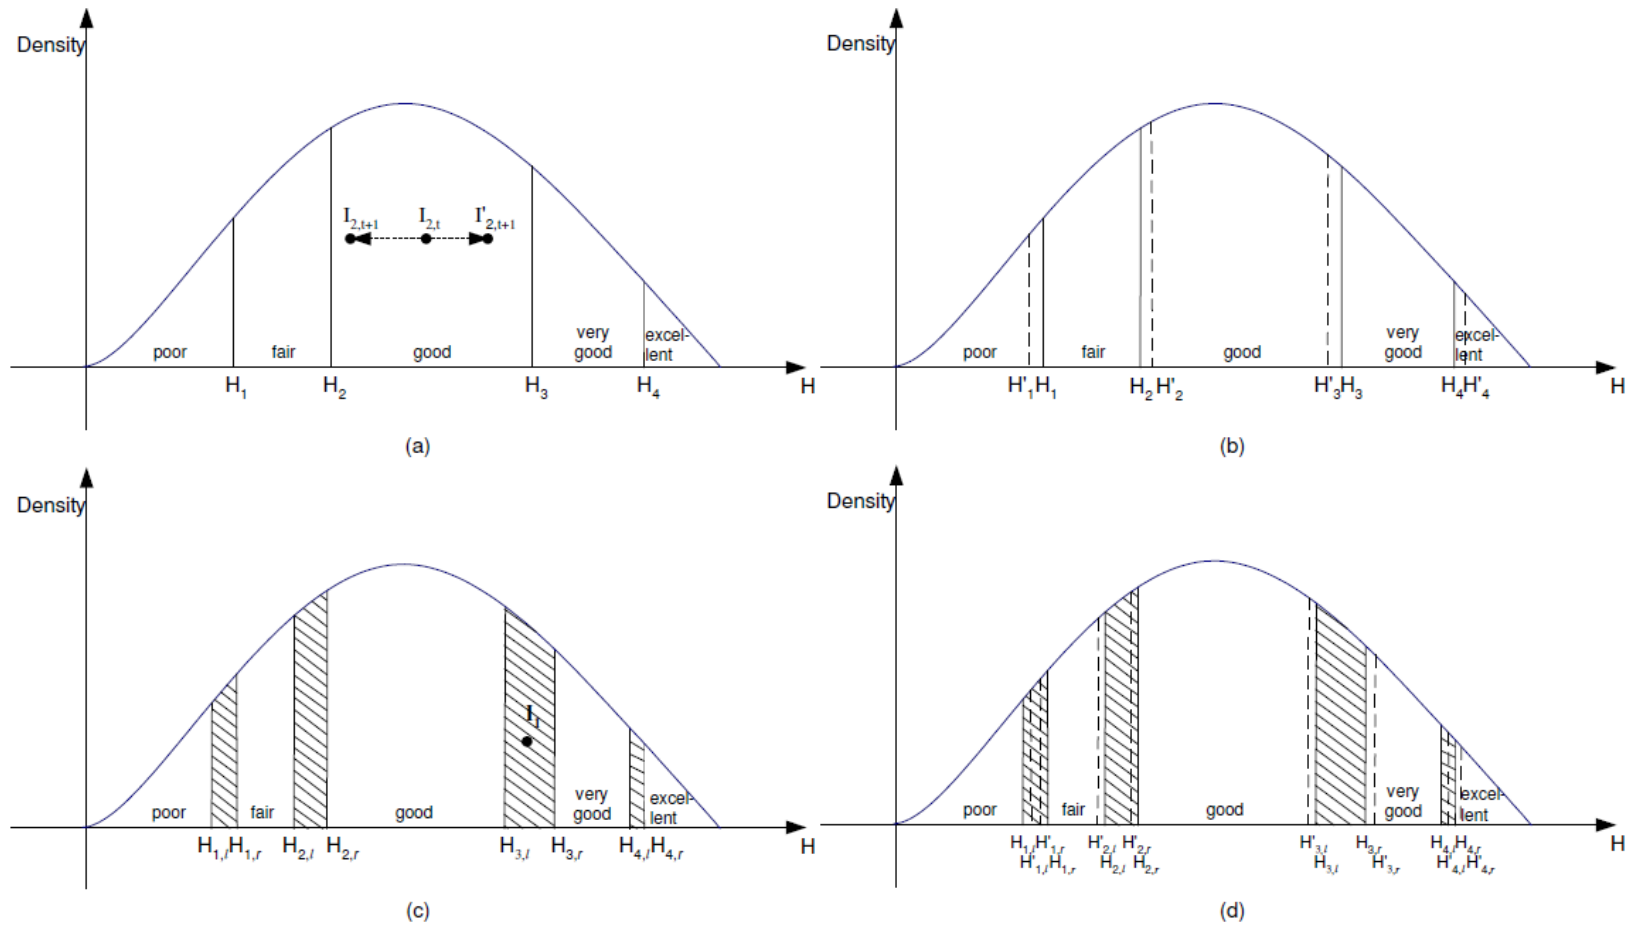 Density
I2,t+1 I2,t I'2,t+1
poor fair good very good excel-lent
H1 H2 H3 H4 H
(a)
Density
poor fair good very good excel-lent
H'1 H1 H2 H'2 H'3 H3 H4 H'4 H
(b)
Density
I1
poor fair good very good excel-lent
H1,l H1,r H2,l H2,r H3,l H3,r H4,l H4,r H
(c)
Density
poor fair good very good excel-lent
H1,l H'1,r H'2,l H'2,r H'3,l H3,r H4,l H4,r H
H'1,l H1,r H2,l H2,r H3,l H'3,r H'4,l H'4,r
(d)